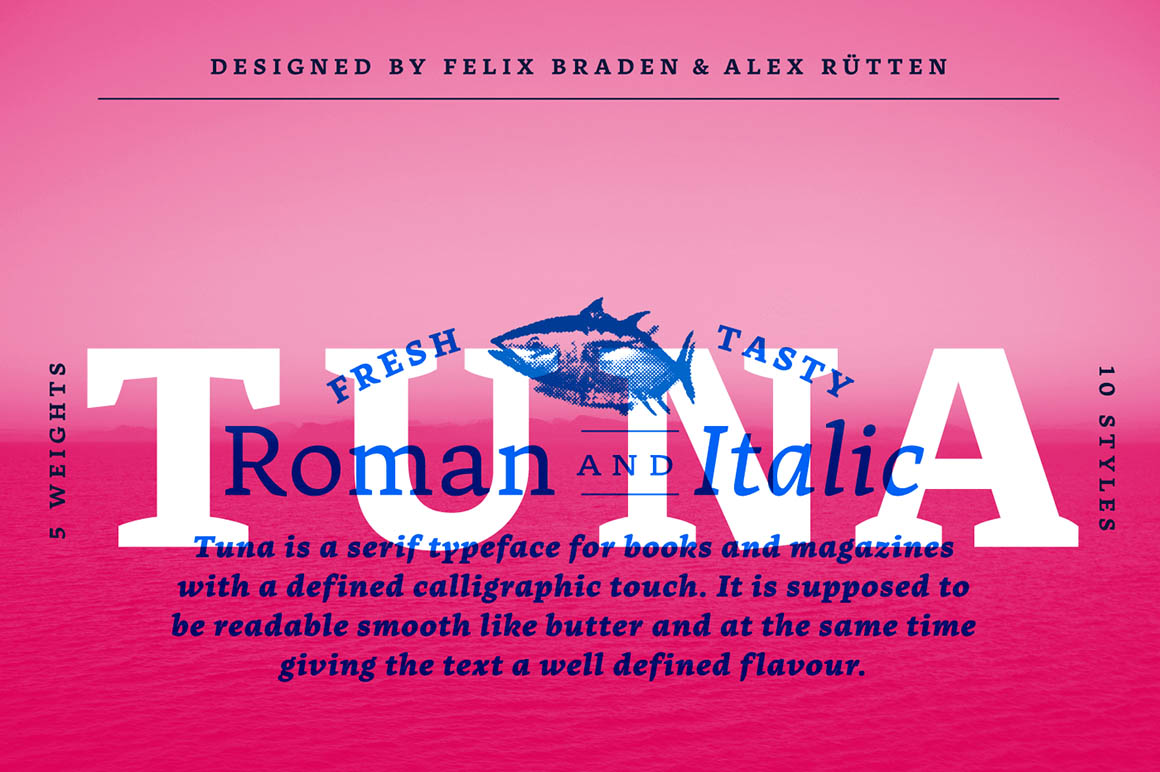 DESIGNED BY FELIX BRADEN & ALEX RÜTTEN
FRESH
TASTY
TUNA
5 WEIGHTS
10 STYLES
Roman AND Italic
Tuna is a serif typeface for books and magazines
with a defined calligraphic touch. It is supposed to
be readable smooth like butter and at the same time
giving the text a well defined flavour.